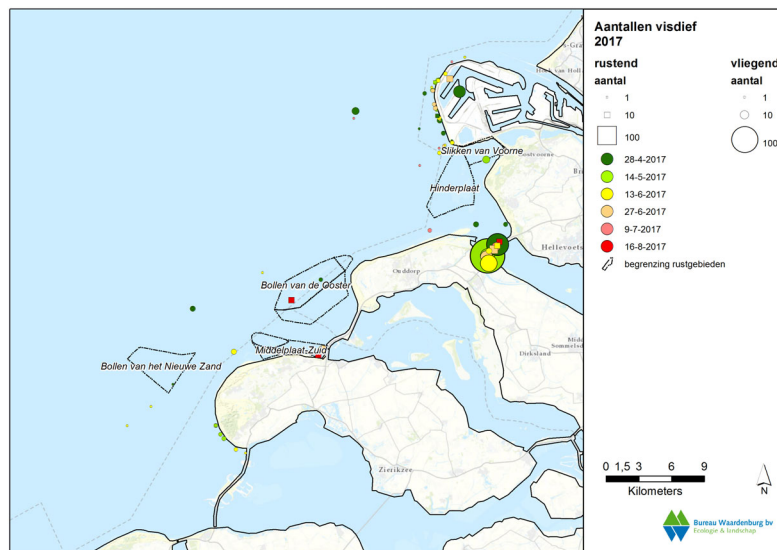 Aantallen visdief
2017
rustend
aantal
1
10
100
vliegend
aantal
1
10
100
28-4-2017
14-5-2017
13-6-2017
27-6-2017
9-7-2017
16-8-2017
begrenzing rustgebieden
Slikken van Voorne
Hinderplaat
Ouddorp
Bollen van de Ooster
Middelplaat-Zuid
Dirksland
Bollen van het Nieuwe Zand
Zierikzee
0 1,5 3 6 9
Kilometers
N
Bureau Waardenburg bv
Ecologie & landschap